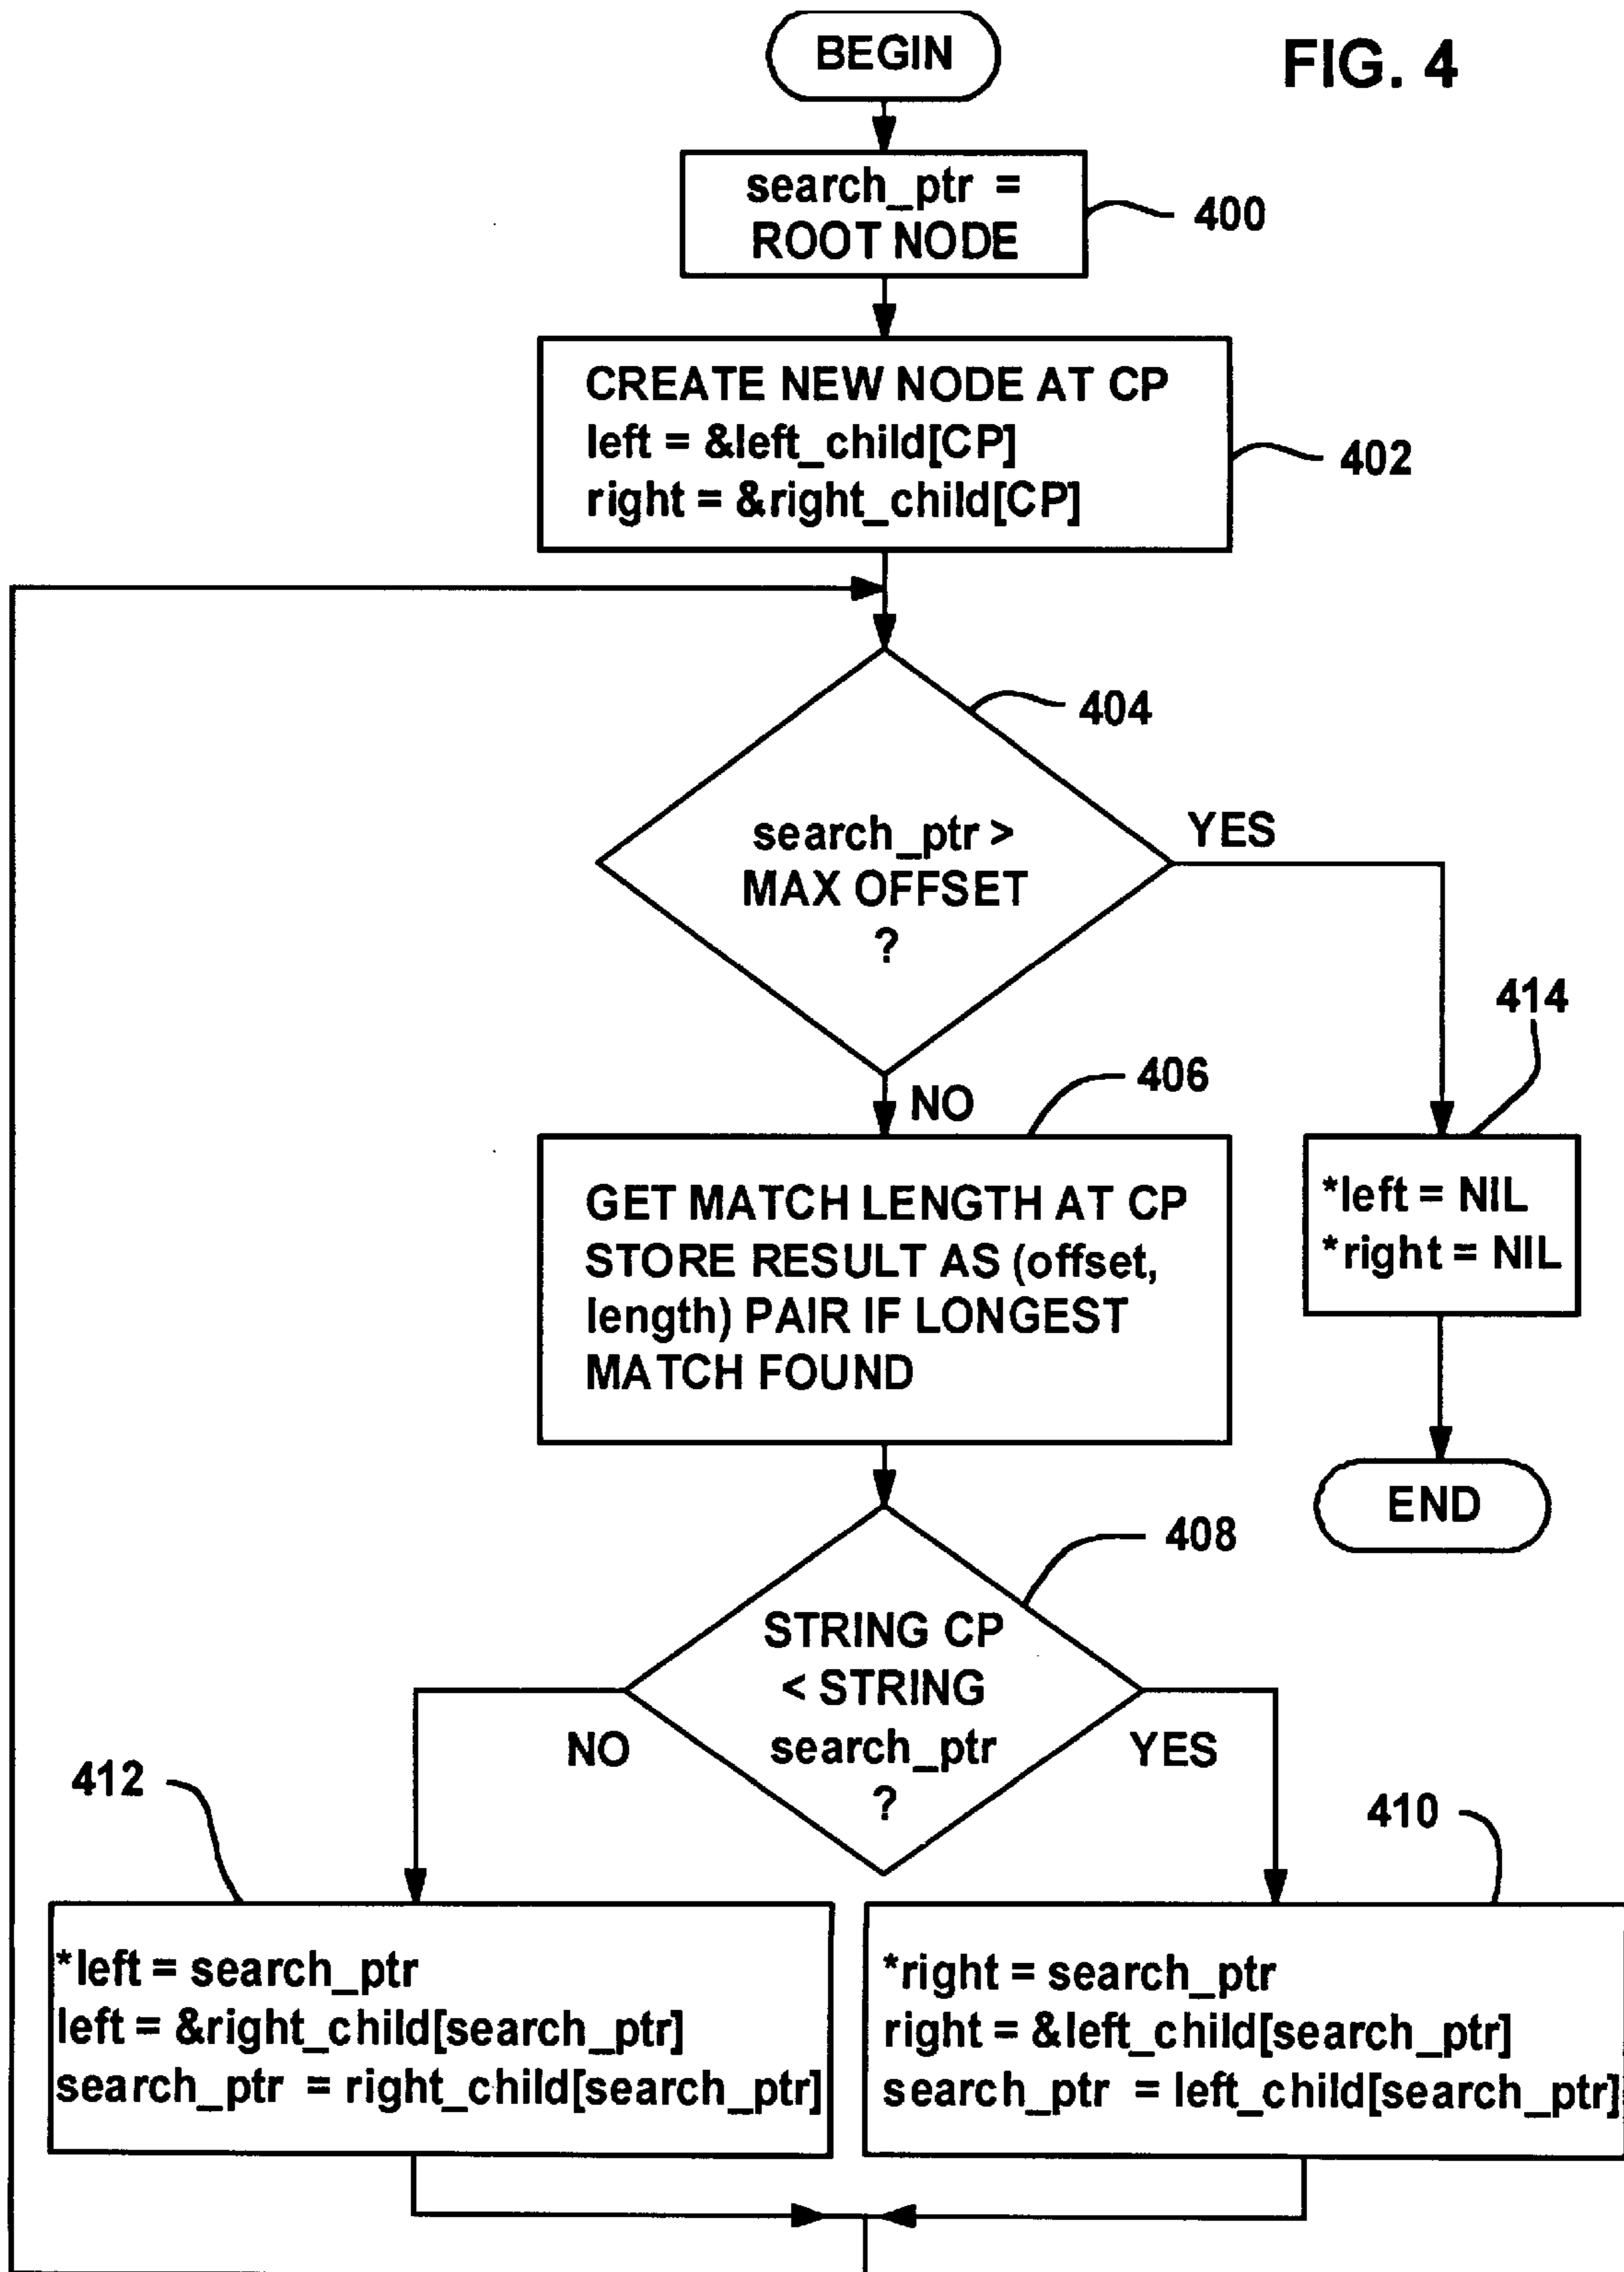 FIG. 4
BEGIN
search_ptr =
ROOT NODE
400
CREATE NEW NODE AT CP
left = &left_child[CP]
right = &right_child[CP]
402
404
search_ptr >
MAX OFFSET
?
YES
414
NO
406
GET MATCH LENGTH AT CP
STORE RESULT AS (offset,
length) PAIR IF LONGEST
MATCH FOUND
*left = NIL
*right = NIL
END
408
STRING CP
< STRING
search_ptr
?
NO
YES
412
410
*left = search_ptr
left = &right_child[search_ptr]
search_ptr = right_child[search_ptr]
*right = search_ptr
right = &left_child[search_ptr]
search_ptr = left_child[search_ptr]